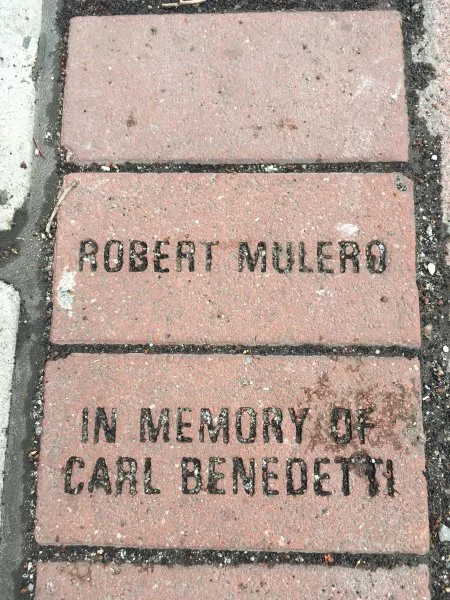 ROBERT MULERO
IN MEMORY OF
CARL BENEDETTI